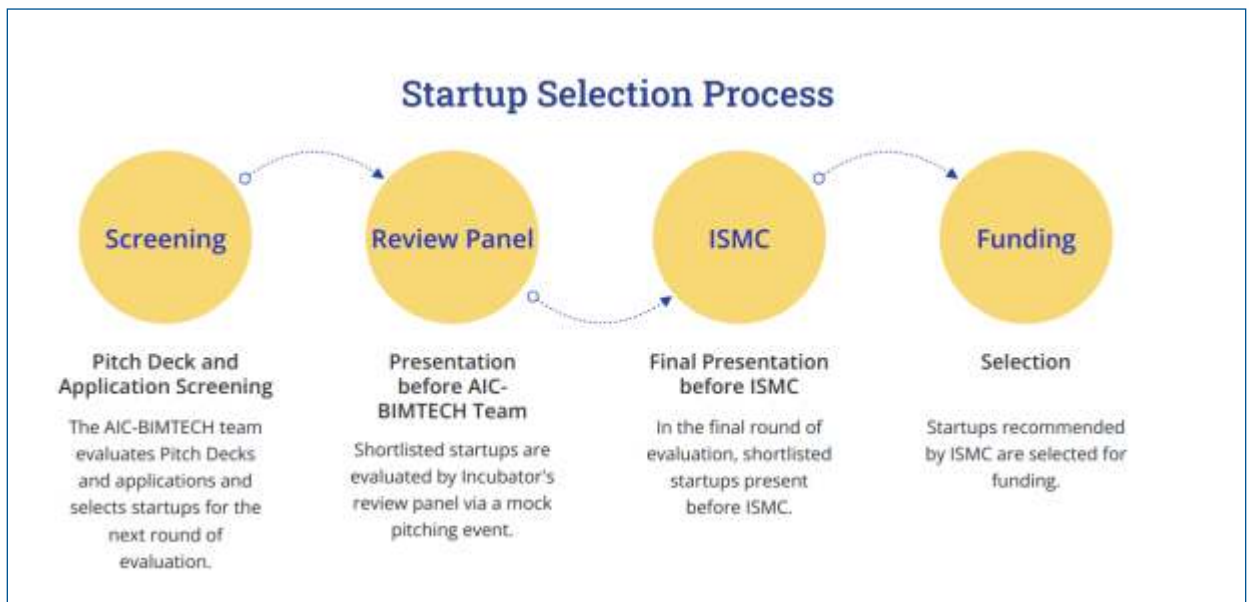 Startup Selection Process
Screening
Review Panel
ISMC
Funding
Pitch Deck and
Application Screening
The AIC-BIMTECH team
evaluates Pitch Decks
and applications and
selects startups for the
next round of
evaluation.
Presentation
before AIC-
BIMTECH Team
Shortlisted startups are
evaluated by Incubator's
review panel via a mock
pitching event.
Final Presentation
before ISMC
In the final round of
evaluation, shortlisted
startups present
before ISMC.
Selection
Startups recommended
by ISMC are selected for
funding.